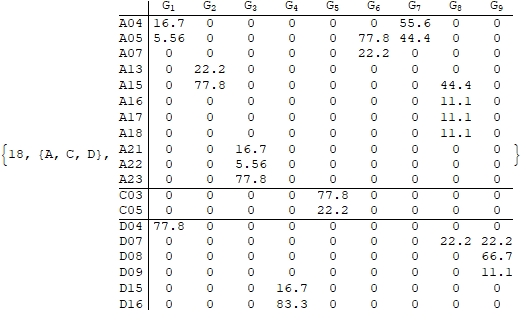 G1 G2 G3 G4 G5 G6 G7 G8 G9
A04 16.7 0 0 0 0 0 55.6 0 0
A05 5.56 0 0 0 0 77.8 44.4 0 0
A07 0 0 0 0 0 22.2 0 0 0
A13 0 22.2 0 0 0 0 0 0 0
A15 0 77.8 0 0 0 0 0 44.4 0
A16 0 0 0 0 0 0 0 11.1 0
A17 0 0 0 0 0 0 0 11.1 0
A18 0 0 0 0 0 0 0 11.1 0
{18, {A, C, D}, A21 0 0 16.7 0 0 0 0 0 0 }
A22 0 0 5.56 0 0 0 0 0 0
A23 0 0 77.8 0 0 0 0 0 0
C03 0 0 0 0 77.8 0 0 0 0
C05 0 0 0 0 22.2 0 0 0 0
D04 77.8 0 0 0 0 0 0 0 0
D07 0 0 0 0 0 0 0 22.2 22.2
D08 0 0 0 0 0 0 0 0 66.7
D09 0 0 0 0 0 0 0 0 11.1
D15 0 0 0 16.7 0 0 0 0 0
D16 0 0 0 83.3 0 0 0 0 0